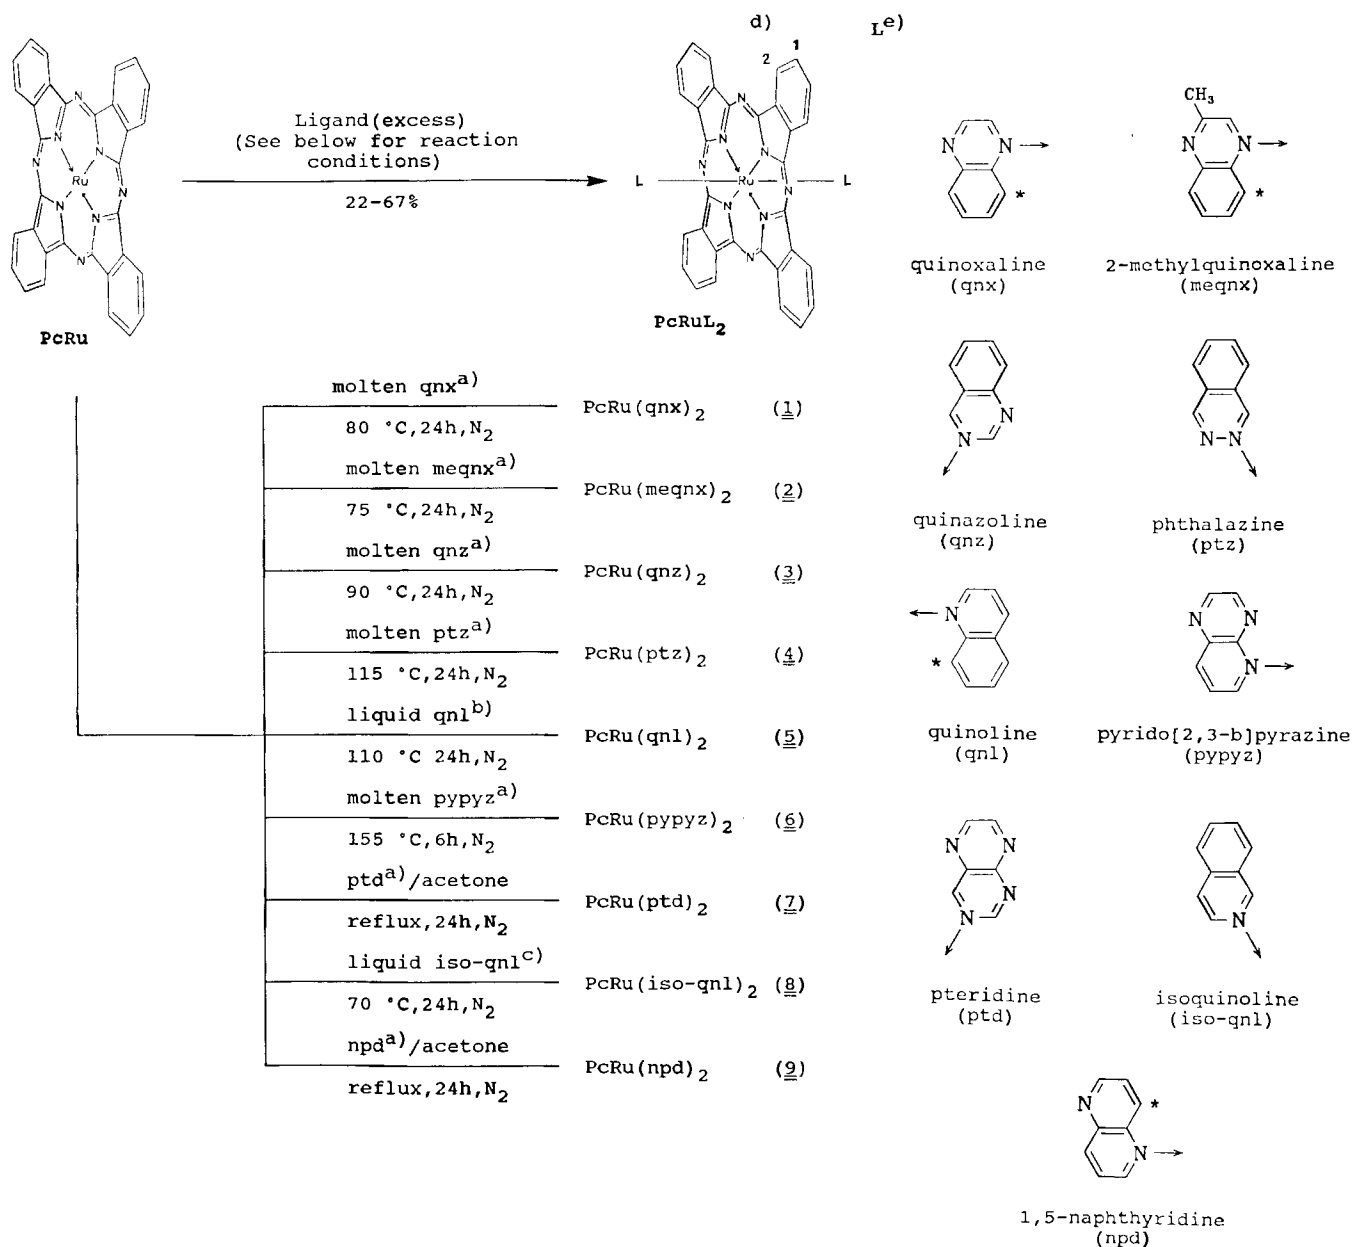 d)
L e)
1
2
Ligand(excess)
(See below for reaction
conditions)
22-67%
PcRu
L Ru L
PcRuL2
N N
quinoxaline
(qnx)
CH3
N N
2-methylquinoxaline
(meqnx)
molten qnx a)
80 °C,24h,N2
PcRu(qnx)2 (1)
molten meqnx a)
75 °C,24h,N2
PcRu(meqnx)2 (2)
molten qnz a)
90 °C,24h,N2
PcRu(qnz)2 (3)
molten ptz a)
115 °C,24h,N2
PcRu(ptz)2 (4)
liquid qnl b)
110 °C 24h,N2
PcRu(qnl)2 (5)
molten pypyz a)
155 °C,6h,N2
PcRu(pypyz)2 (6)
ptd a)/acetone
reflux,24h,N2
PcRu(ptd)2 (7)
liquid iso-qnl c)
70 °C,24h,N2
PcRu(iso-qnl)2 (8)
npd a)/acetone
reflux,24h,N2
PcRu(npd)2 (9)
quinazoline
(qnz)
phthalazine
(ptz)
quinoline
(qnl)
pyrido[2,3-b]pyrazine
(pypyz)
pteridine
(ptd)
isoquinoline
(iso-qnl)
1,5-naphthyridine
(npd)